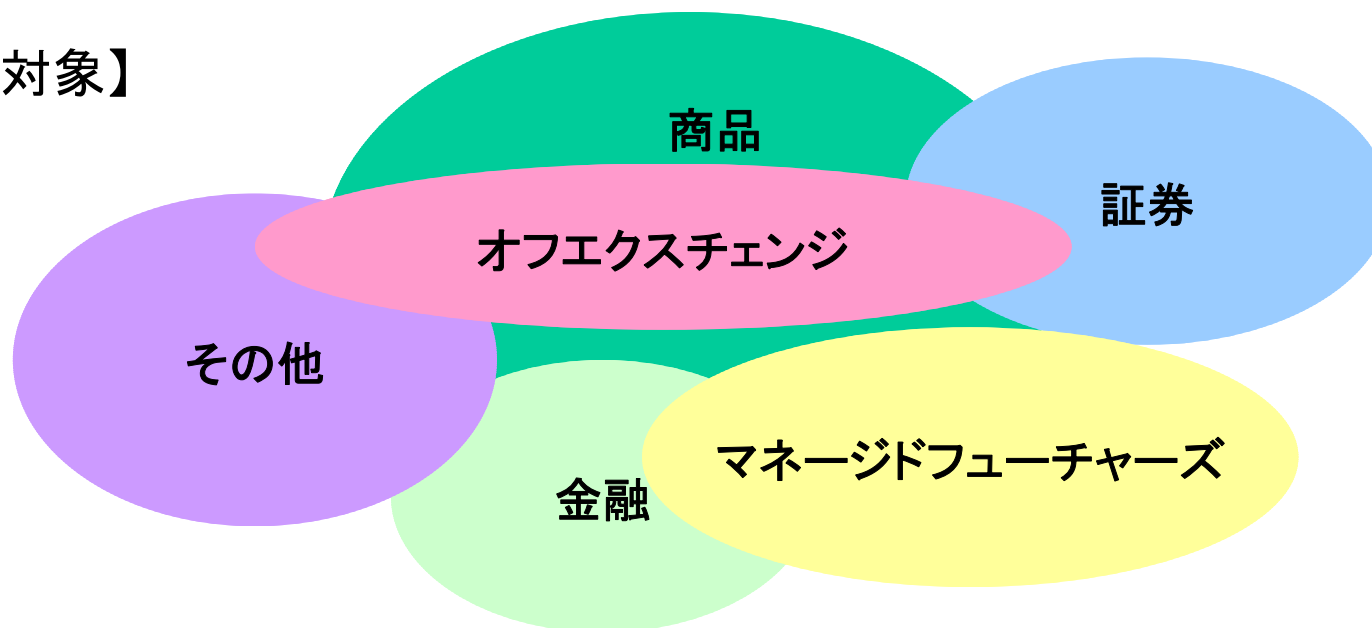 対象】
商品
証券
オフエクスチェンジ
その他
マネージドフューチャーズ
金融